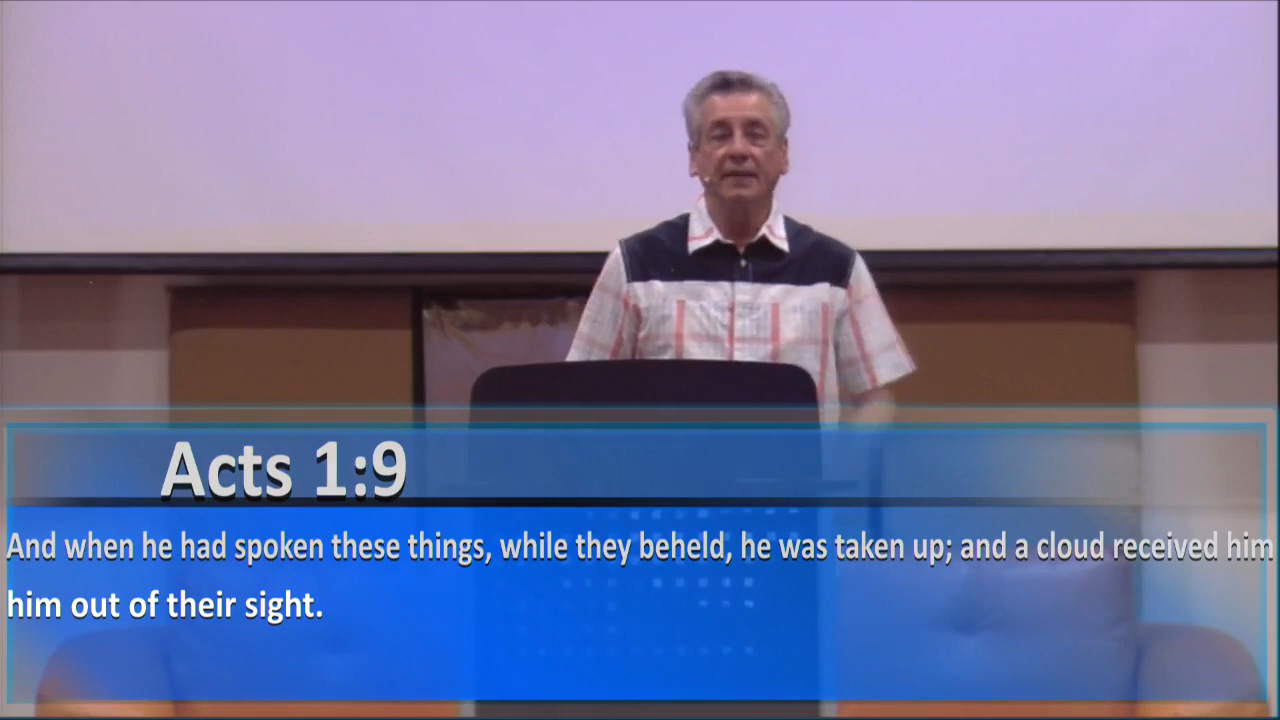 Acts 1:9
And when he had spoken these things, while they beheld, he was taken up; and a cloud received him
him out of their sight.